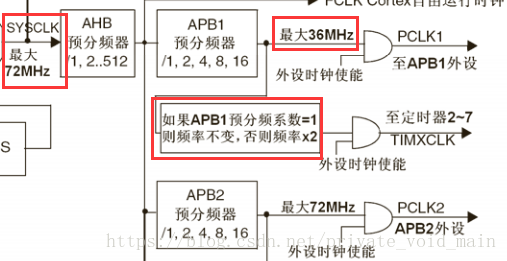 PCLK Cortex自由运行时钟
SYSCLK
最大
72MHz
AHB
预分频器
/1, 2..512
APB1
预分频器
/1, 2, 4, 8, 16
最大36MHz
外设时钟使能
PCLK1
至APB1外设
如果APB1预分频系数=1
则频率不变，否则频率x2
外设时钟使能
至定时器2~7
TIMXCLK
S
APB2
预分频器
/1, 2, 4, 8, 16
最大72MHz
外设时钟使能
PCLK2
APB2外设
https://blog.csdn.net/private_void_main